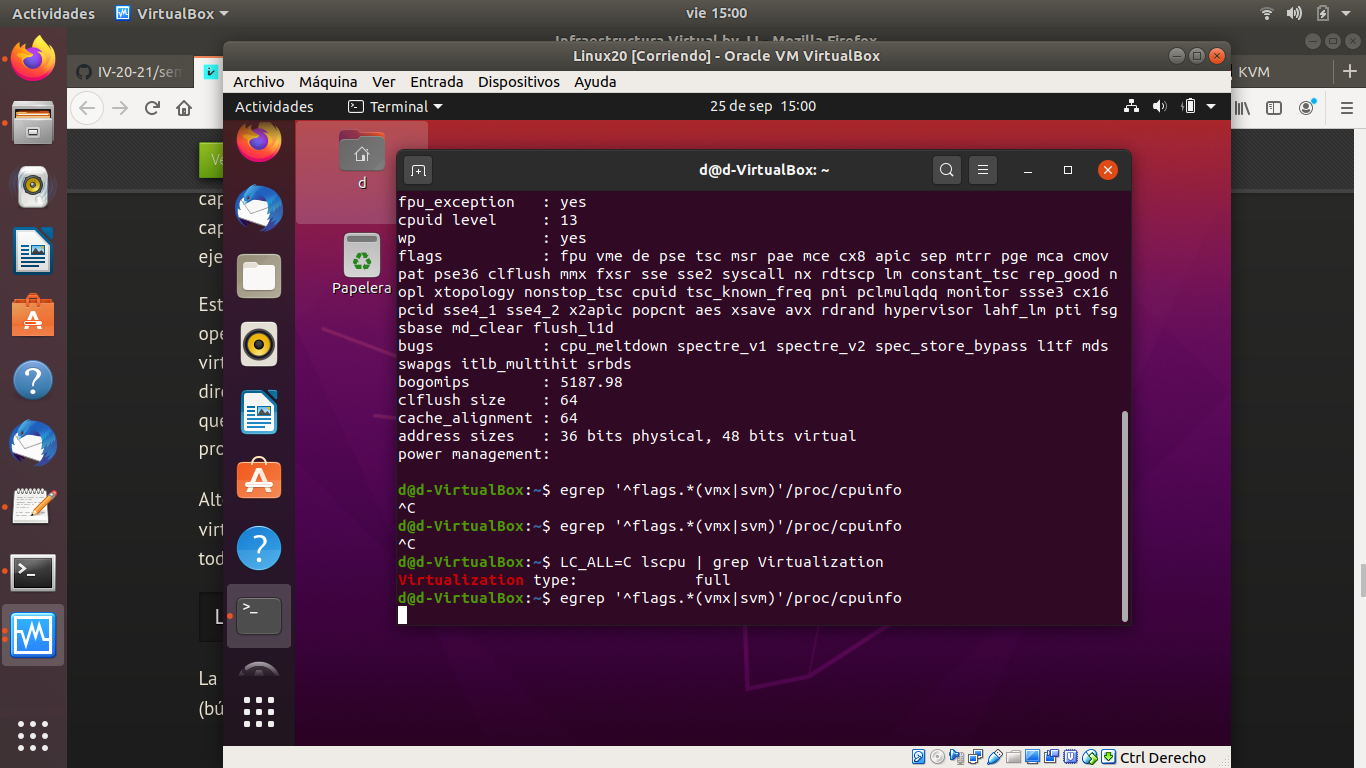 Actividades VirtualBox vie 15:00
Infraestructura Virtual by JJ - Mozilla Firefox
IV-20-21/sem
KVM
Linux20 [Corriendo] - Oracle VM VirtualBox
Archivo Máquina Ver Entrada Dispositivos Ayuda
Actividades Terminal 25 de sep 15:00
d
Papelera
d@d-VirtualBox: ~
fpu_exception : yes
cpuid level : 13
wp : yes
flags : fpu vme de pse tsc msr pae mce cx8 apic sep mtrr pge mca cmov
pat pse36 clflush mmx fxsr sse sse2 syscall nx rdtscp lm constant_tsc rep_good n
opl xtopology nonstop_tsc cpuid tsc_known_freq pni pclmulqdq monitor ssse3 cx16
pcid sse4_1 sse4_2 x2apic popcnt aes xsave avx rdrand hypervisor lahf_lm pti fsg
sbase md_clear flush_l1d
bugs : cpu_meltdown spectre_v1 spectre_v2 spec_store_bypass l1tf mds
swapgs itlb_multihit srbds
bogomips : 5187.98
clflush size : 64
cache_alignment : 64
address sizes : 36 bits physical, 48 bits virtual
power management:
d@d-VirtualBox:~$ egrep '^flags.*(vmx|svm)'/proc/cpuinfo
^C
d@d-VirtualBox:~$ egrep '^flags.*(vmx|svm)'/proc/cpuinfo
^C
d@d-VirtualBox:~$ LC_ALL=C lscpu | grep Virtualization
Virtualization type: full
d@d-VirtualBox:~$ egrep '^flags.*(vmx|svm)'/proc/cpuinfo
Ve
cap
cap
eje
Est
ope
virt
dire
que
pro
Alt
virt
tod
L
La
(bú
Ctrl Derecho